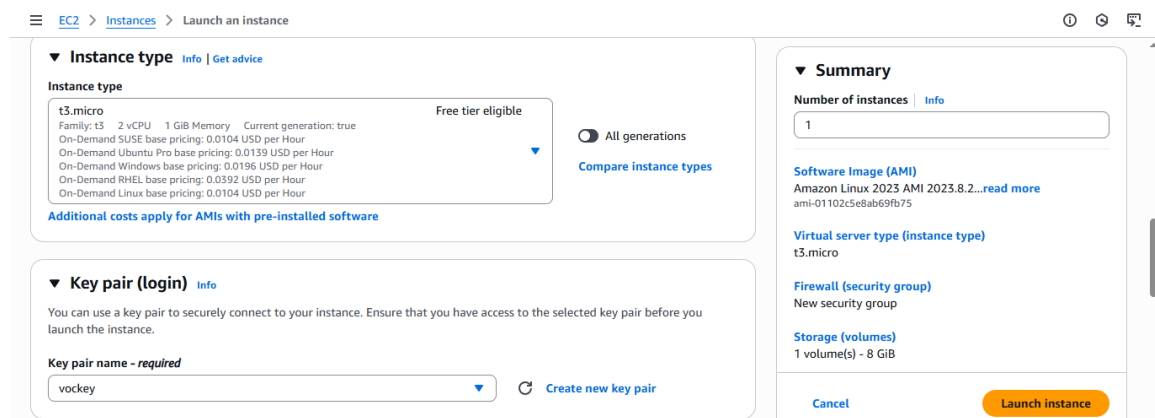 EC2 > Instances > Launch an instance
Instance type Info | Get advice
Instance type
t3.micro Free tier eligible
Family: t3 2 vCPU 1 GiB Memory Current generation: true
On-Demand SUSE base pricing: 0.0104 USD per Hour
On-Demand Ubuntu Pro base pricing: 0.0139 USD per Hour
On-Demand Windows base pricing: 0.0196 USD per Hour
On-Demand RHEL base pricing: 0.0392 USD per Hour
On-Demand Linux base pricing: 0.0104 USD per Hour
All generations
Compare instance types
Additional costs apply for AMIs with pre-installed software
Key pair (login) Info
You can use a key pair to securely connect to your instance. Ensure that you have access to the selected key pair before you
launch the instance.
Key pair name - required
vockey
Create new key pair
Summary
Number of instances Info
1
Software Image (AMI)
Amazon Linux 2023 AMI 2023.8.2...read more
ami-01102c5e8ab69fb75
Virtual server type (instance type)
t3.micro
Firewall (security group)
New security group
Storage (volumes)
1 volume(s) - 8 GiB
Cancel
Launch instance